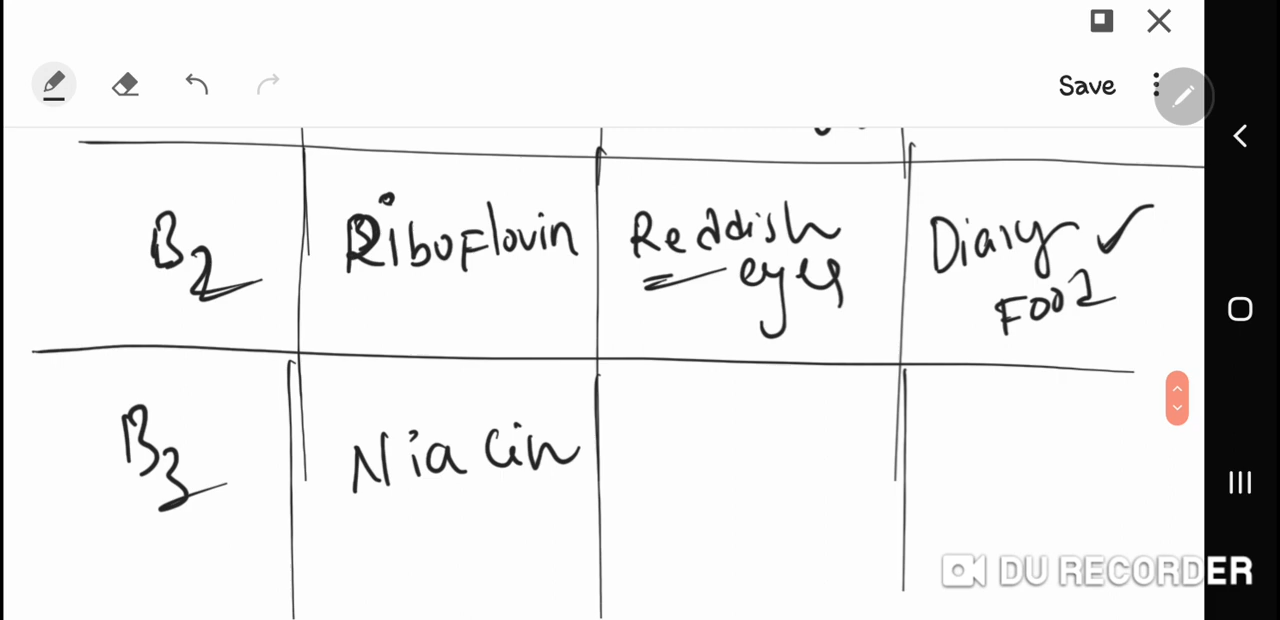 Save
B2 Riboflovin Reddish eyes Diary ✓ Food
B3 Niacin
DU RECORDER